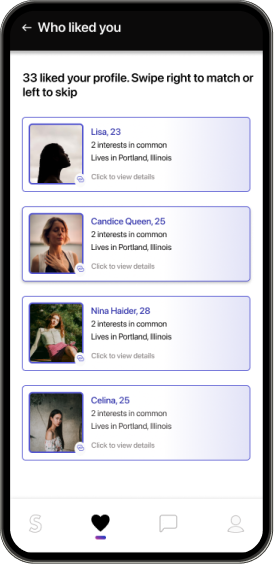 ← Who liked you
33 liked your profile. Swipe right to match or
left to skip
Lisa, 23
2 interests in common
Lives in Portland, Illinois
Click to view details
Candice Queen, 25
2 interests in common
Lives in Portland, Illinois
Click to view details
Nina Haider, 28
2 interests in common
Lives in Portland, Illinois
Click to view details
Celina, 25
2 interests in common
Lives in Portland, Illinois
Click to view details
S